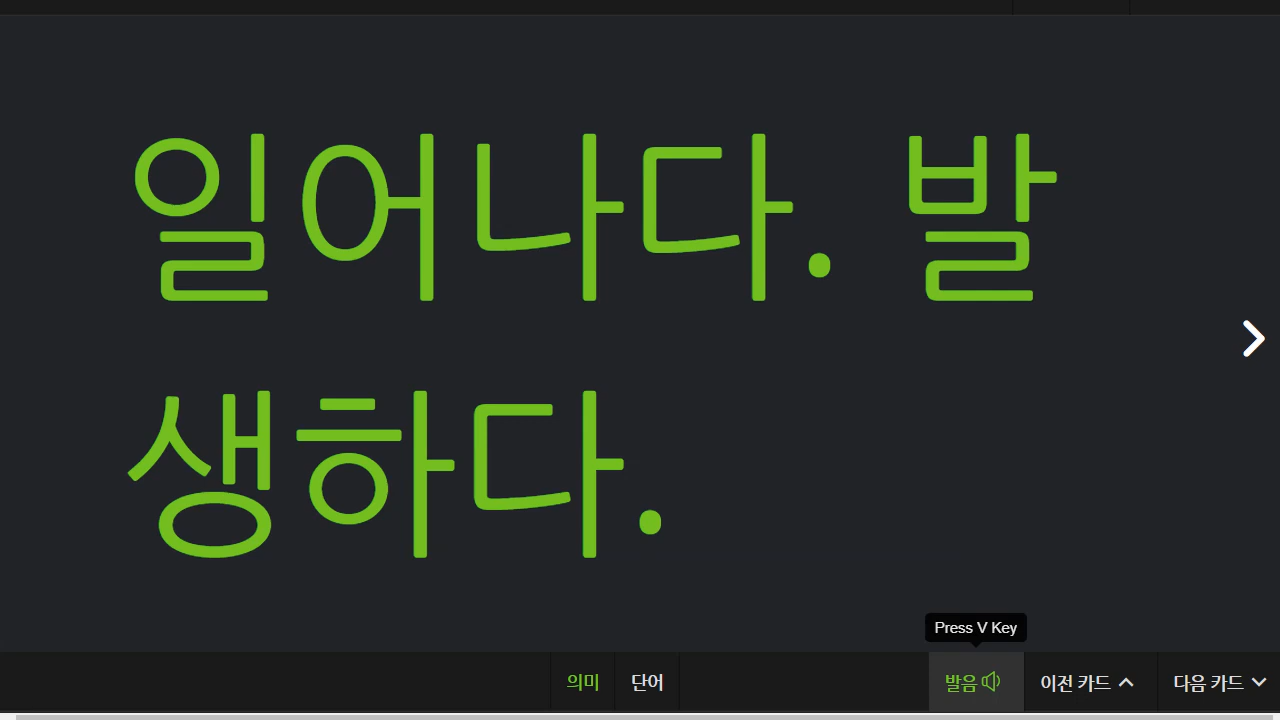 일어나다. 발
생하다.
Press V Key
의미 단어 발음 이전 카드 다음 카드